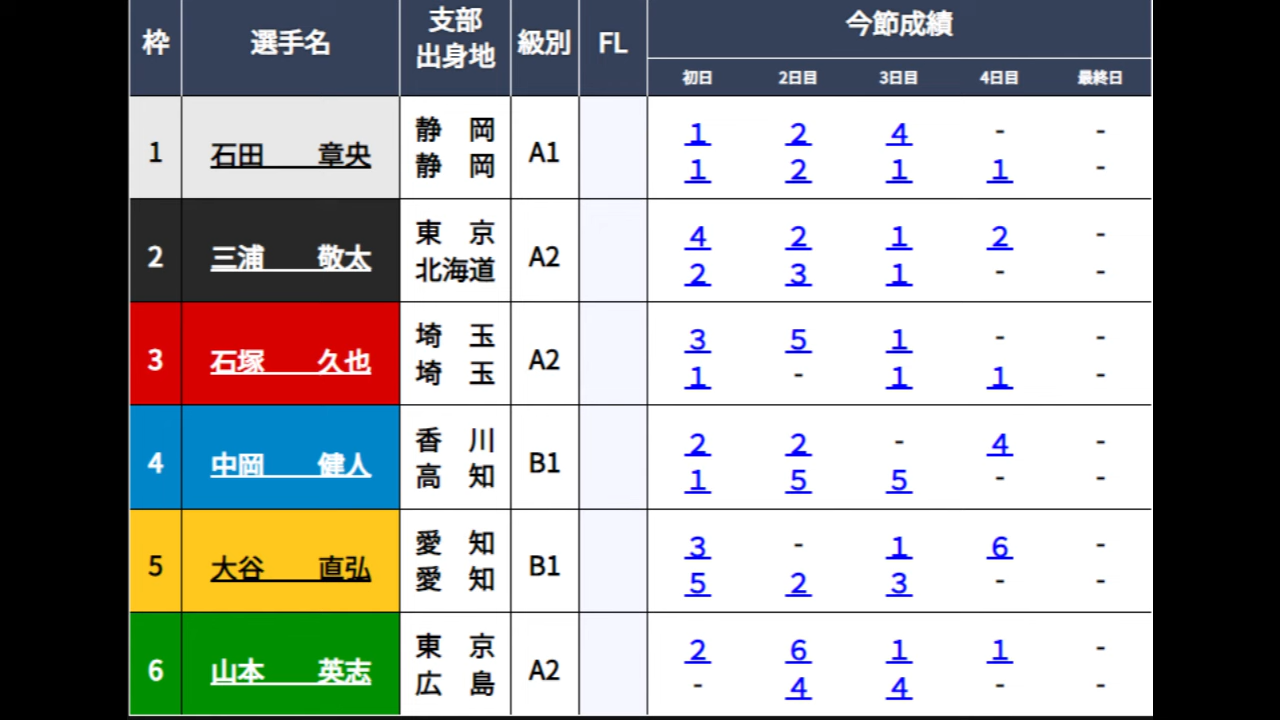 枠 選手名 支部 出身地 級別 FL 今節成績
初日 2日目 3日目 4日目 最終日
1 石田 章央 静 岡 A1 1 2 4 - -
静 岡 1 2 1 1 -
2 三浦 敬太 東 京 A2 4 2 1 2 -
北海道 2 3 1 - -
3 石塚 久也 埼 玉 A2 3 5 1 - -
埼 玉 1 - 1 1 -
4 中岡 健人 香 川 B1 2 2 - 4 -
高 知 1 5 5 - -
5 大谷 直弘 愛 知 B1 3 - 1 6 -
愛 知 5 2 3 - -
6 山本 英志 東 京 A2 2 6 1 1 -
広 島 - 4 4 - -